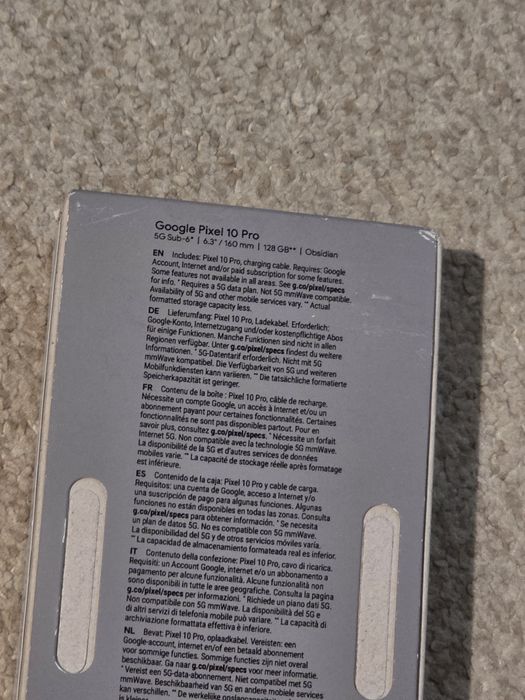 Google Pixel 10 Pro
5G Sub-6* | 6.3" / 160 mm | 128 GB** | Obsidian
EN Includes: Pixel 10 Pro, charging cable. Requires: Google
Account, Internet and/or paid subscription for some features.
Some features not available in all areas. See g.co/pixel/specs
for info. *Requires a 5G data plan. Not 5G mmWave compatible.
Availability of 5G and other mobile services vary. **Actual
formatted storage capacity less.
DE Lieferumfang: Pixel 10 Pro, Ladekabel. Erforderlich:
Google-Konto, Internetzugang und/oder kostenpflichtige Abos
für einige Funktionen. Manche Funktionen sind nicht in allen
Regionen verfügbar. Unter g.co/pixel/specs findest du weitere
Informationen. *5G-Datentarif erforderlich. Nicht mit 5G
mmWave kompatibel. Die Verfügbarkeit von 5G und weiteren
Mobilfunkdiensten kann variieren. **Die tatsächliche formatierte
Speicherkapazität ist geringer.
FR Contenu de la boîte : Pixel 10 Pro, câble de recharge.
Nécessite un compte Google, un accès à Internet et/ou un
abonnement payant pour certaines fonctionnalités. Certaines
fonctionnalités ne sont pas disponibles partout. Pour en
savoir plus, consultez g.co/pixel/specs. *Nécessite un forfait
Internet 5G. Non compatible avec la technologie 5G mmWave.
La disponibilité de la 5G et d'autres services de données
mobiles varie. **La capacité de stockage réelle après formatage
est inférieure.
ES Contenido de la caja: Pixel 10 Pro y cable de carga.
Requisitos: una cuenta de Google, acceso a Internet y/o
una suscripción de pago para algunas funciones. Algunas
funciones no están disponibles en todas las zonas. Consulta
g.co/pixel/specs para obtener información. *Se necesita
un plan de datos 5G. No es compatible con 5G mmWave.
La disponibilidad del 5G y de otros servicios móviles varía.
**La capacidad de almacenamiento formateada real es inferior.
IT Contenuto della confezione: Pixel 10 Pro, cavo di ricarica.
Requisiti: un Account Google, internet e/o un abbonamento a
pagamento per alcune funzionalità. Alcune funzionalità non
sono disponibili in tutte le aree geografiche. Consulta la pagina
g.co/pixel/specs per informazioni. *Richiede un piano dati 5G.
Non compatibile con 5G mmWave. La disponibilità del 5G e
di altri servizi di telefonia mobile può variare. **La capacità di
archiviazione formattata effettiva è inferiore.
NL Bevat: Pixel 10 Pro, oplaadkabel. Vereisten: een
Google-account, internet en/of een betaald abonnement
voor sommige functies. Sommige functies zijn niet overal
beschikbaar. Ga naar g.co/pixel/specs voor meer informatie.
*Vereist een 5G-data-abonnement. Niet compatibel met 5G
mmWave. Beschikbaarheid van 5G en andere mobiele services
kan verschillen. **De werkelijke